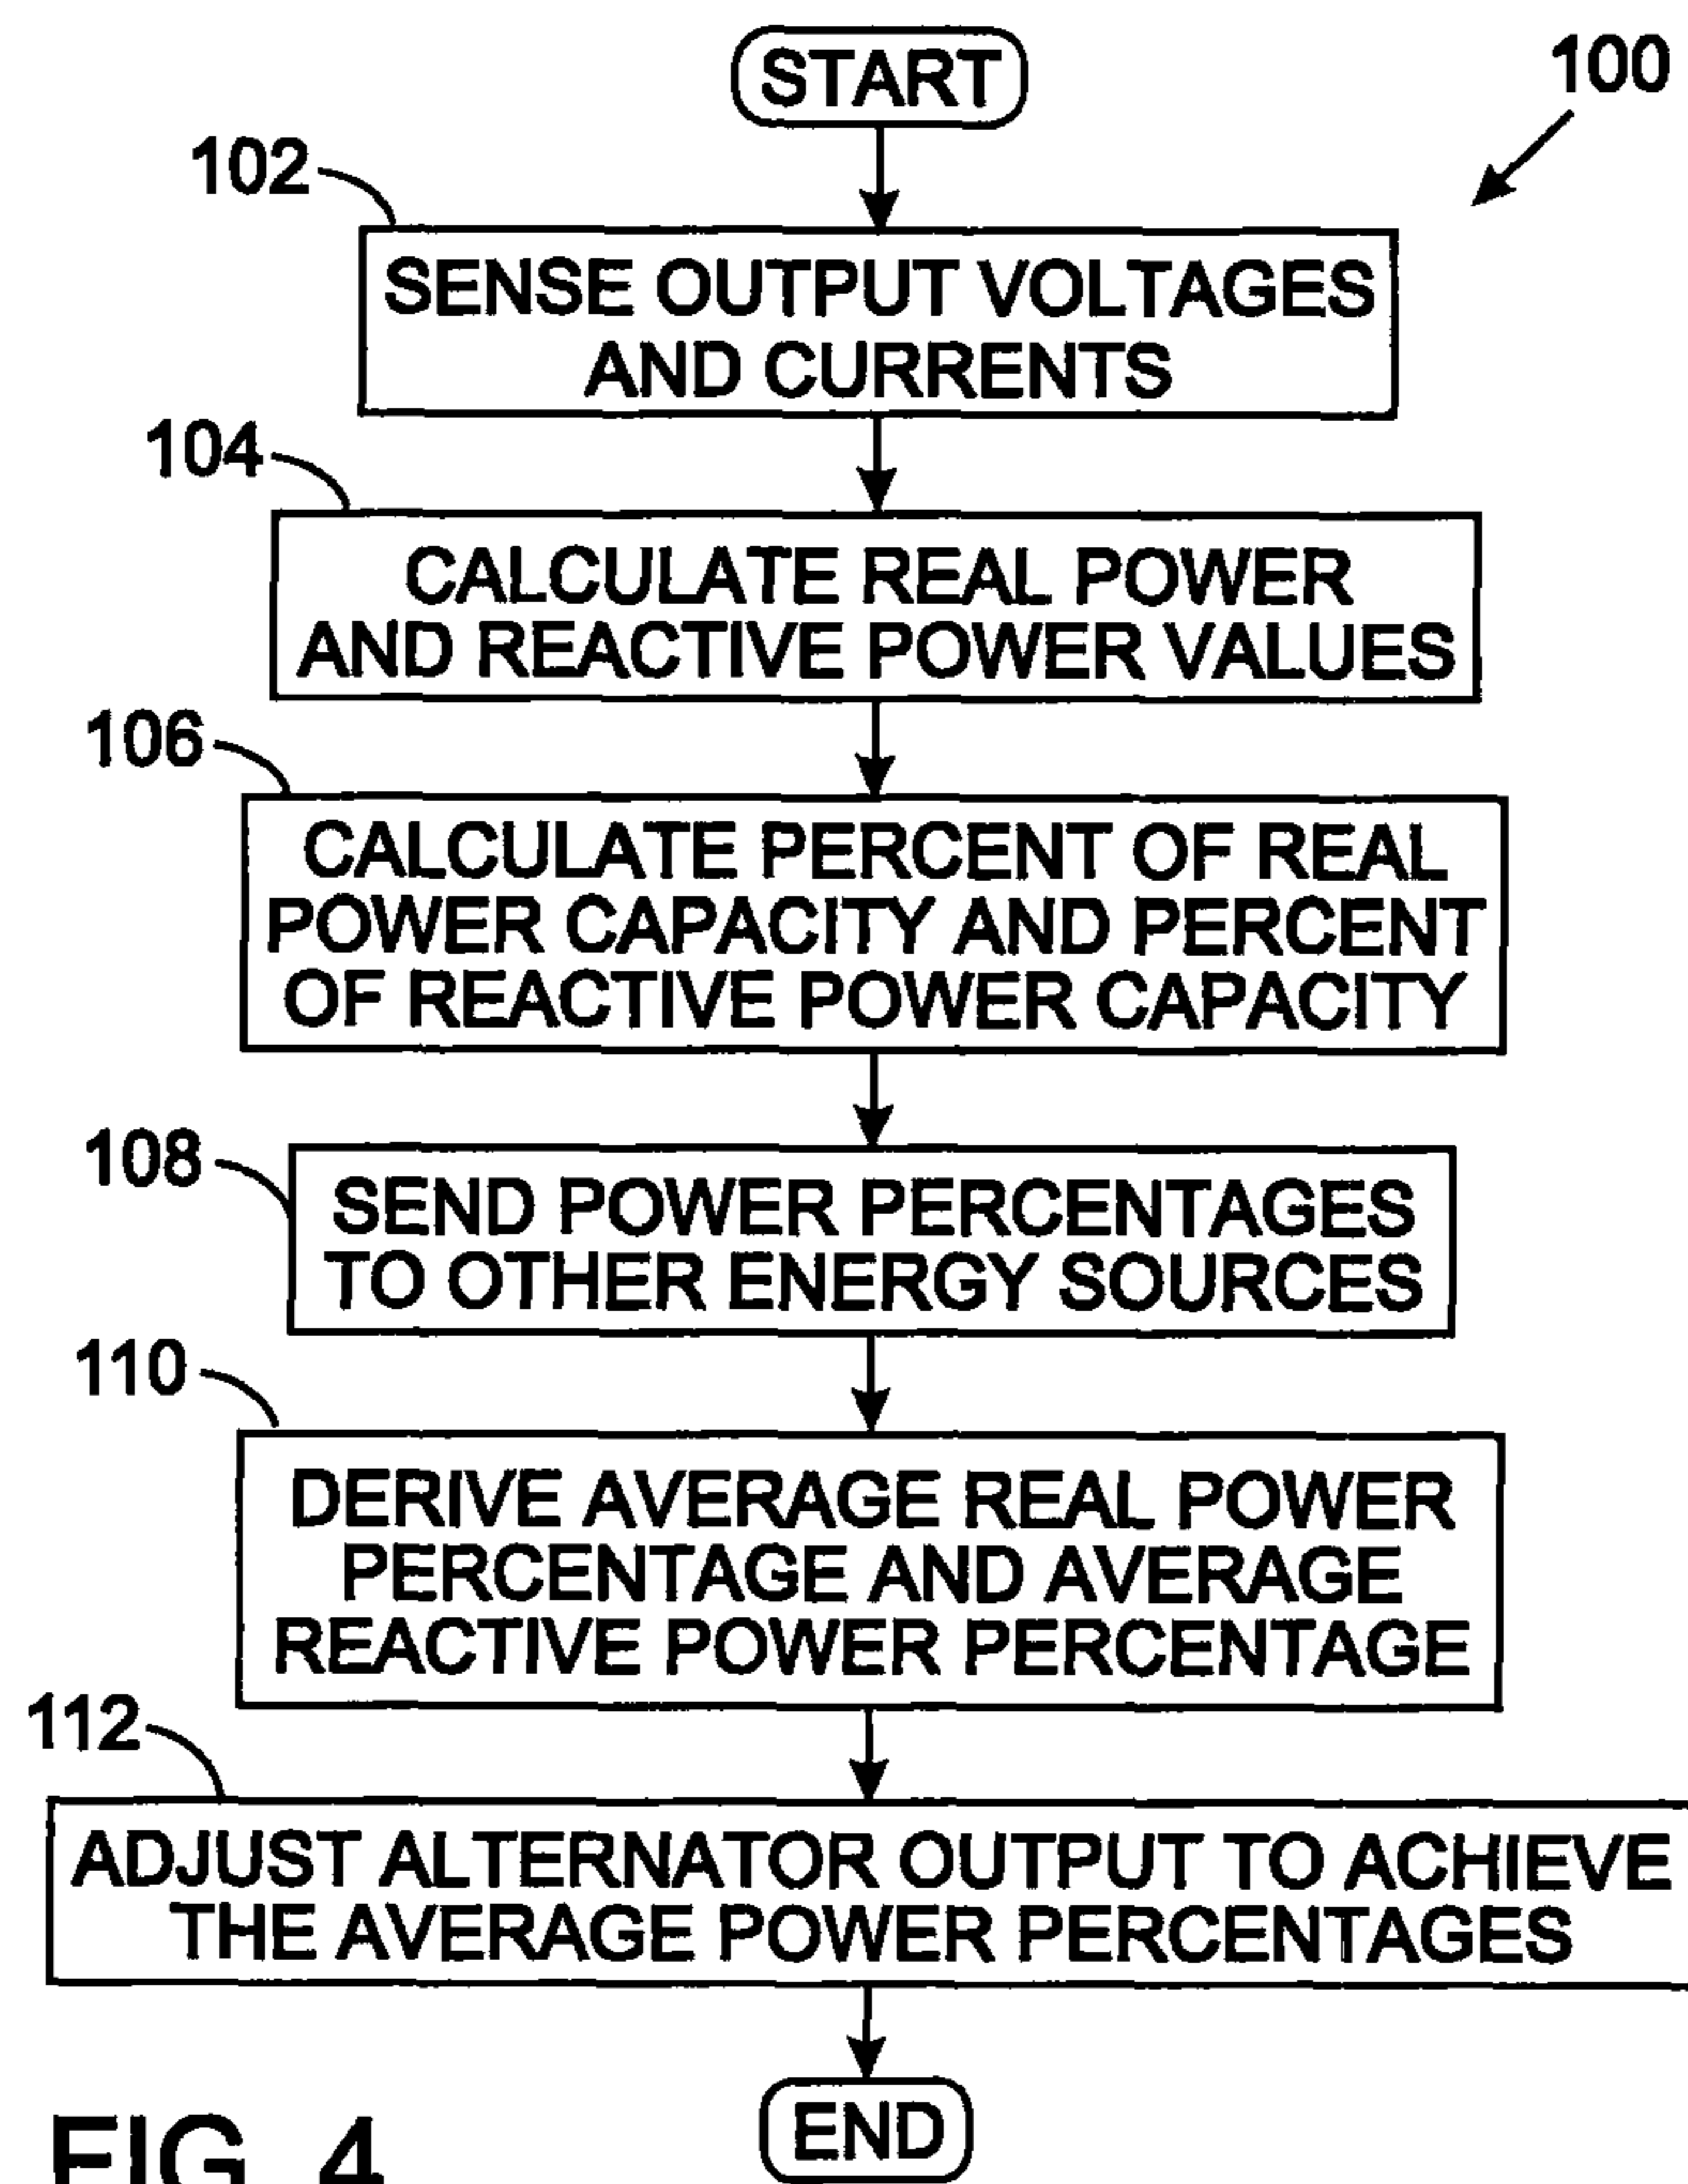 START
100
102
SENSE OUTPUT VOLTAGES
AND CURRENTS
104
CALCULATE REAL POWER
AND REACTIVE POWER VALUES
106
CALCULATE PERCENT OF REAL
POWER CAPACITY AND PERCENT
OF REACTIVE POWER CAPACITY
108
SEND POWER PERCENTAGES
TO OTHER ENERGY SOURCES
110
DERIVE AVERAGE REAL POWER
PERCENTAGE AND AVERAGE
REACTIVE POWER PERCENTAGE
112
ADJUST ALTERNATOR OUTPUT TO ACHIEVE
THE AVERAGE POWER PERCENTAGES
END
FIG. 4